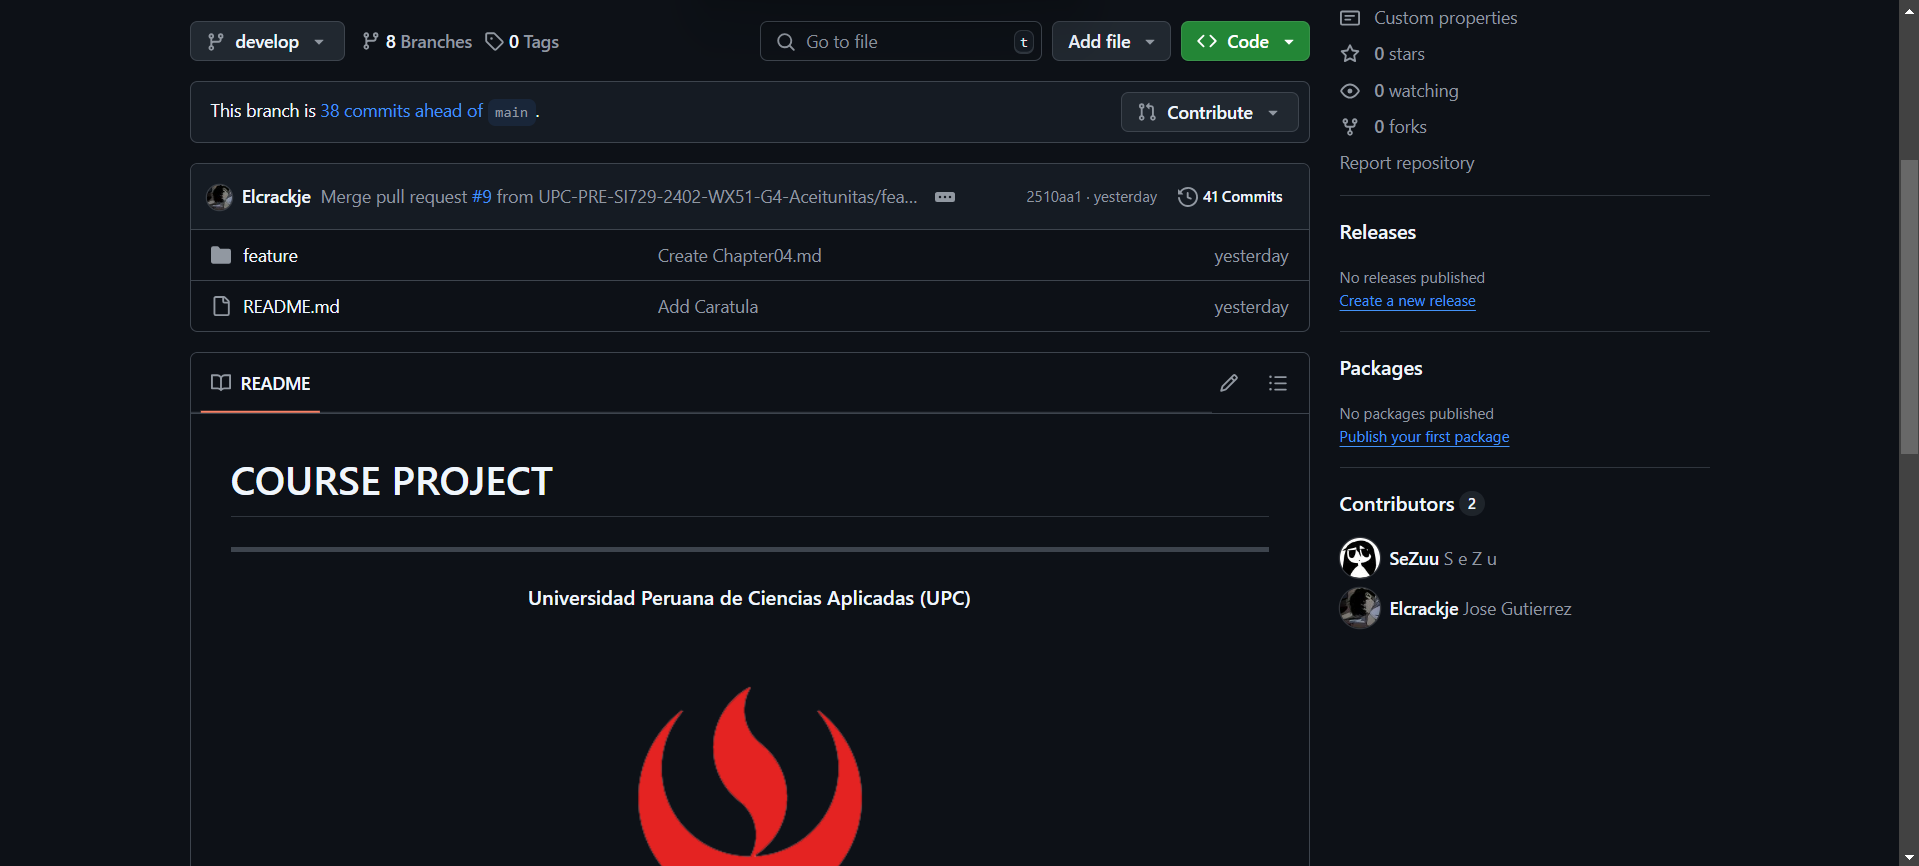 develop 8 Branches 0 Tags Go to file t Add file Code
This branch is 38 commits ahead of main .
Contribute
Elcrackje Merge pull request #9 from UPC-PRE-SI729-2402-WX51-G4-Aceitunitas/fea... 2510aa1 · yesterday 41 Commits
feature Create Chapter04.md yesterday
README.md Add Caratula yesterday
README
COURSE PROJECT
Universidad Peruana de Ciencias Aplicadas (UPC)
Custom properties
0 stars
0 watching
0 forks
Report repository
Releases
No releases published
Create a new release
Packages
No packages published
Publish your first package
Contributors 2
SeZuu S e Z u
Elcrackje Jose Gutierrez